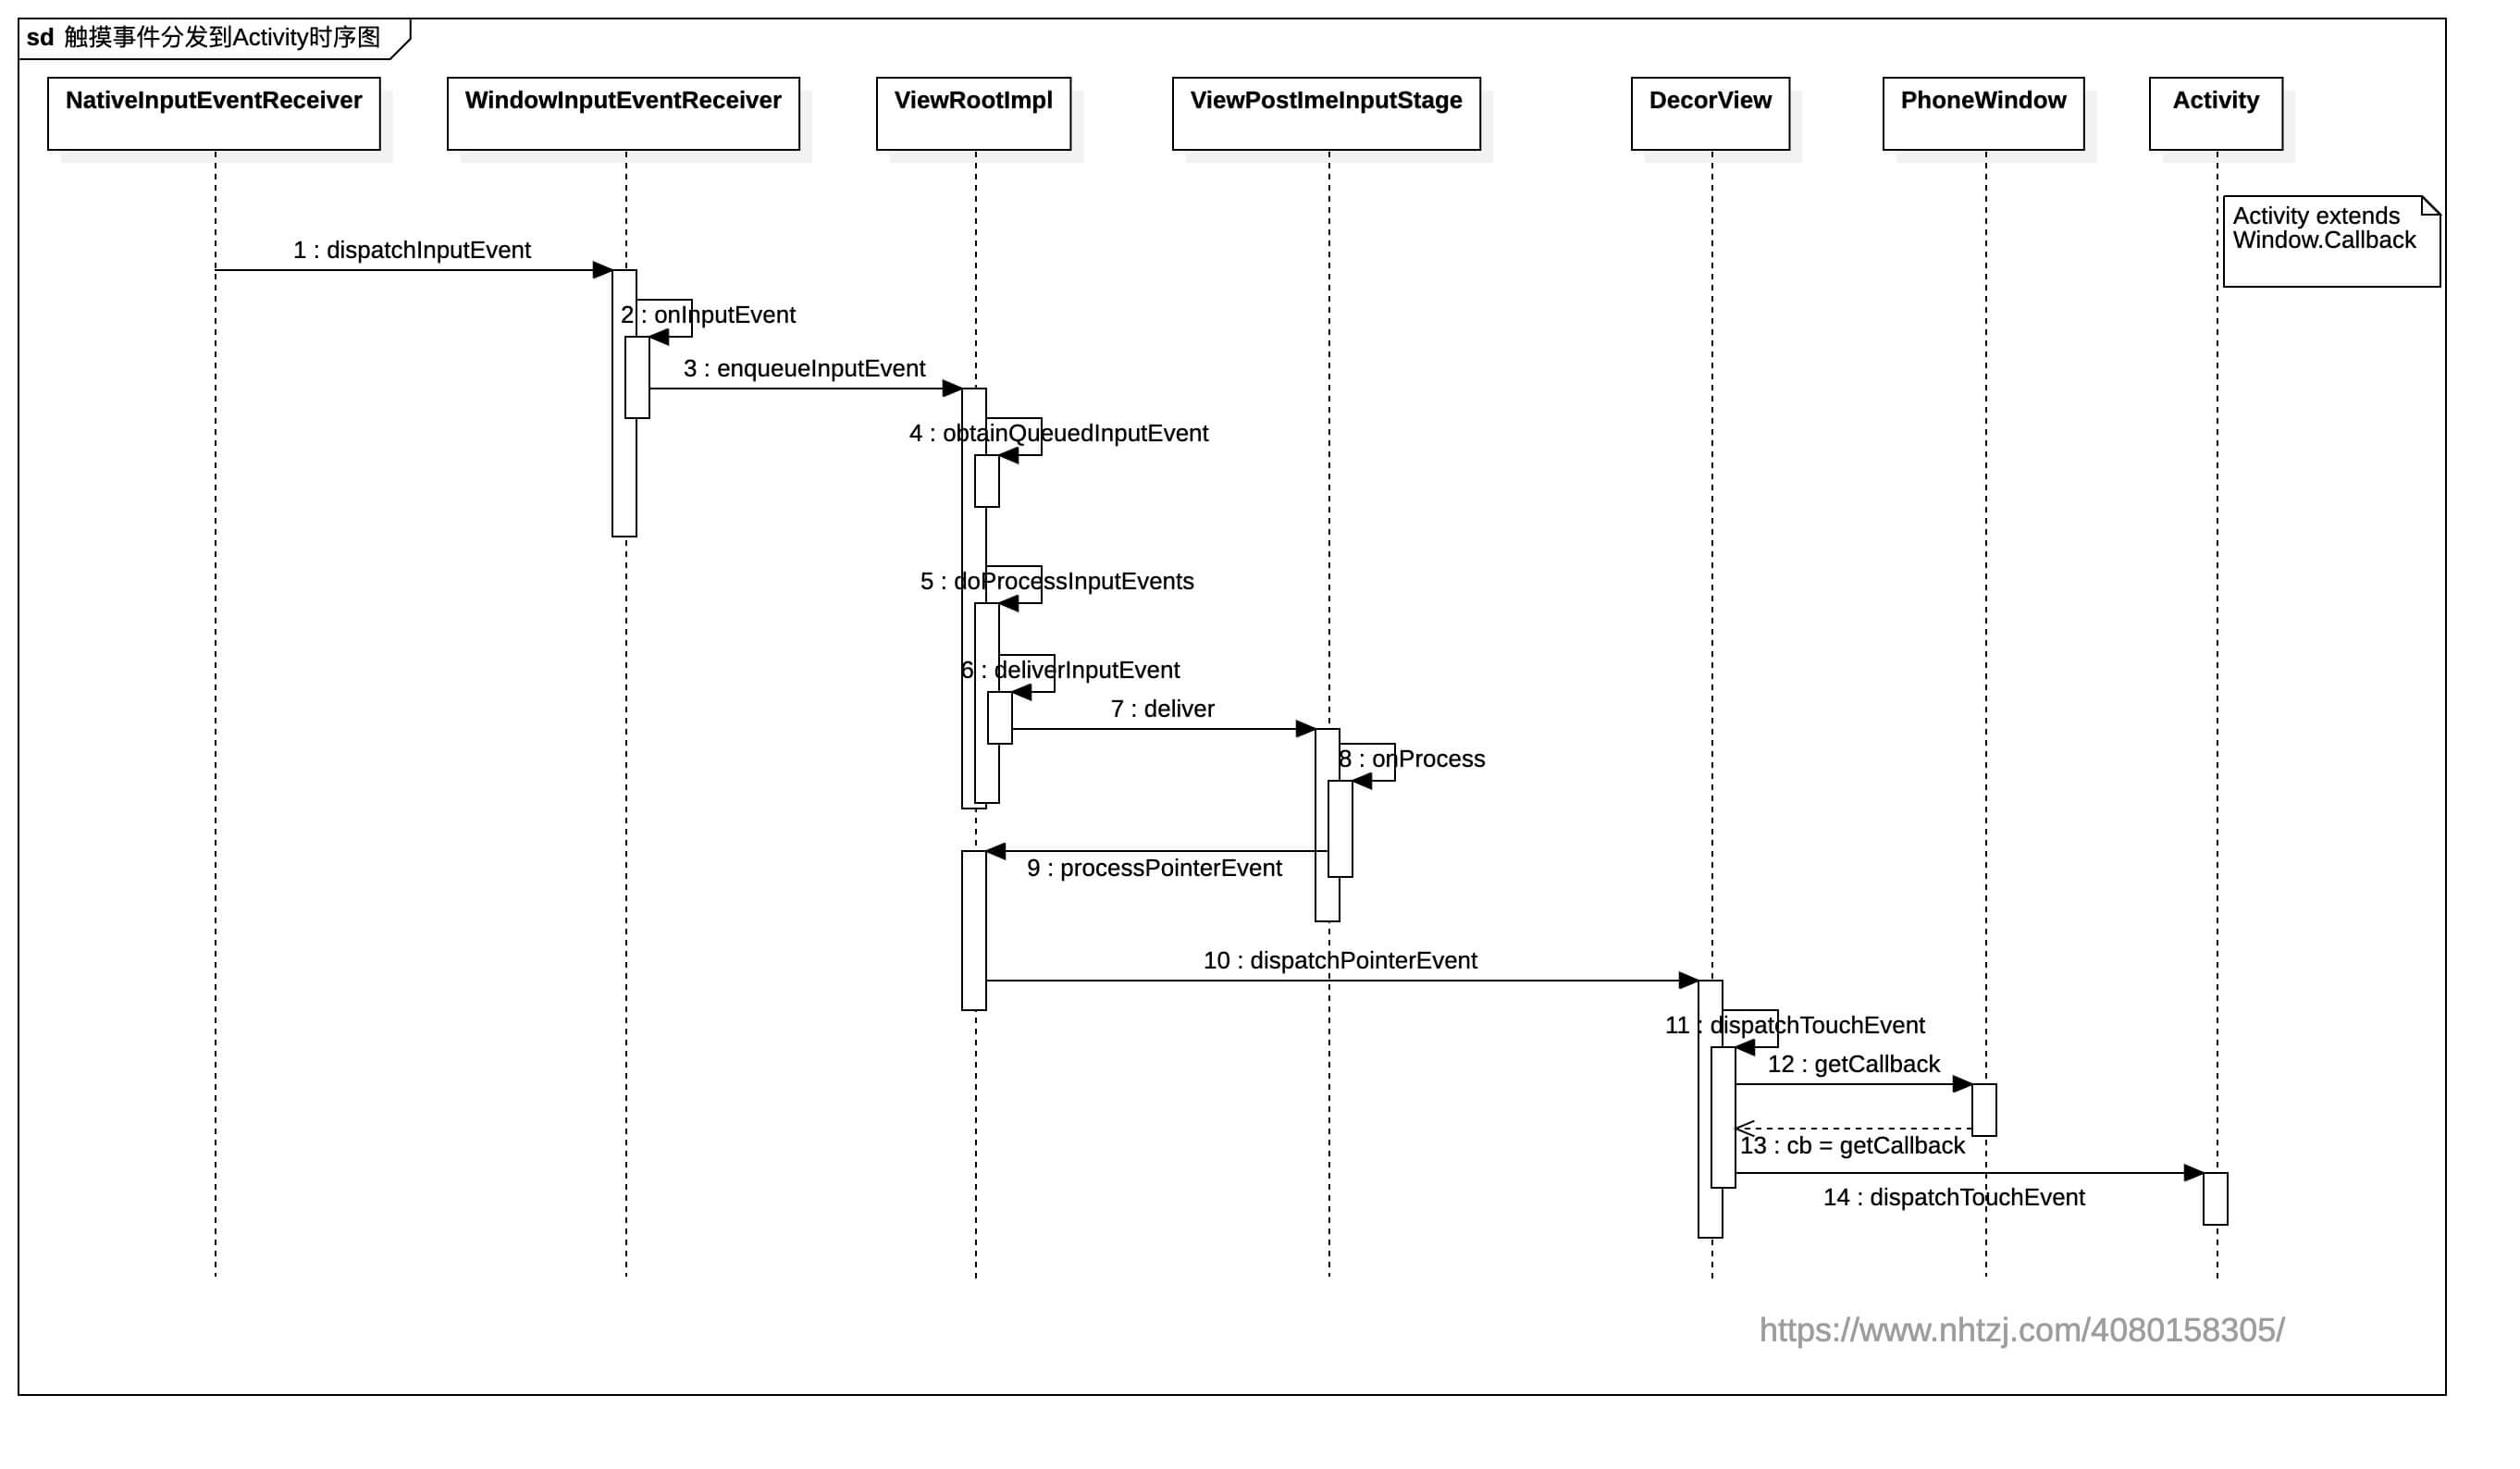 sd 触摸事件分发到Activity时序图
NativeInputEventReceiver
WindowInputEventReceiver
ViewRootImpl
ViewPostImeInputStage
DecorView
PhoneWindow
Activity
Activity extends
Window.Callback
1 : dispatchInputEvent
2 : onInputEvent
3 : enqueueInputEvent
4 : obtainQueuedInputEvent
5 : doProcessInputEvents
6 : deliverInputEvent
7 : deliver
8 : onProcess
9 : processPointerEvent
10 : dispatchPointerEvent
11 : dispatchTouchEvent
12 : getCallback
13 : cb = getCallback
14 : dispatchTouchEvent
https://www.nhtzj.com/4080158305/